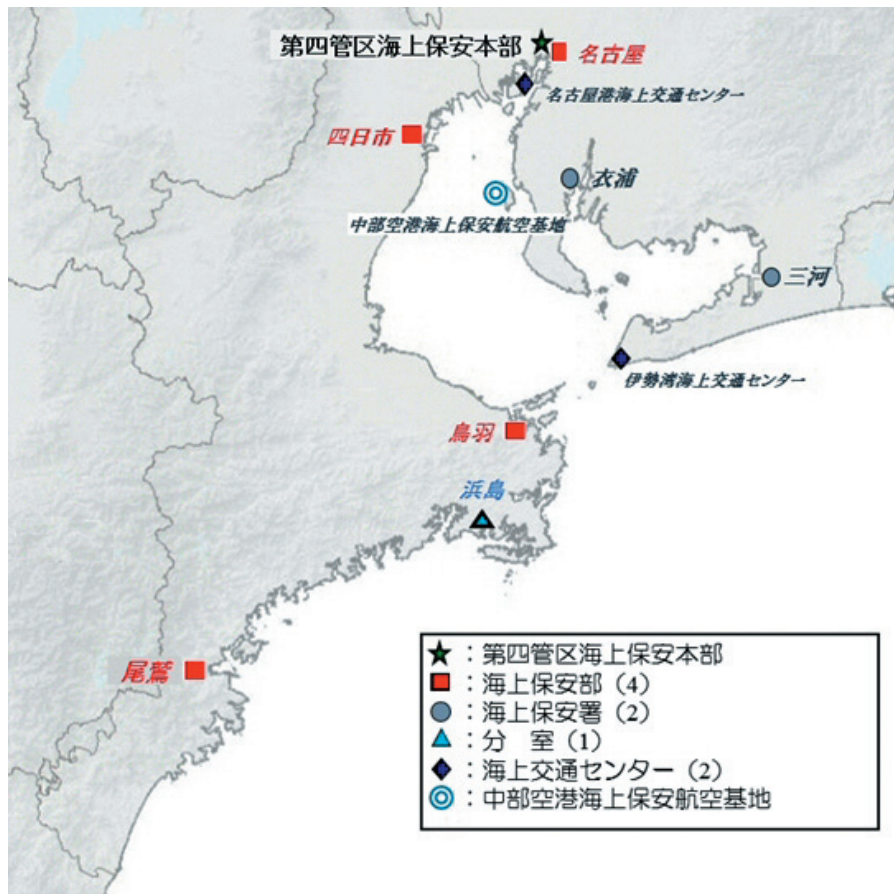 第四管区海上保安本部
名古屋
名古屋港海上交通センター
四日市
衣浦
中部空港海上保安航空基地
三河
伊勢湾海上交通センター
鳥羽
浜島
尾鷲
：第四管区海上保安本部
：海上保安部（4）
：海上保安署（2）
：分　室（1）
：海上交通センター（2）
：中部空港海上保安航空基地